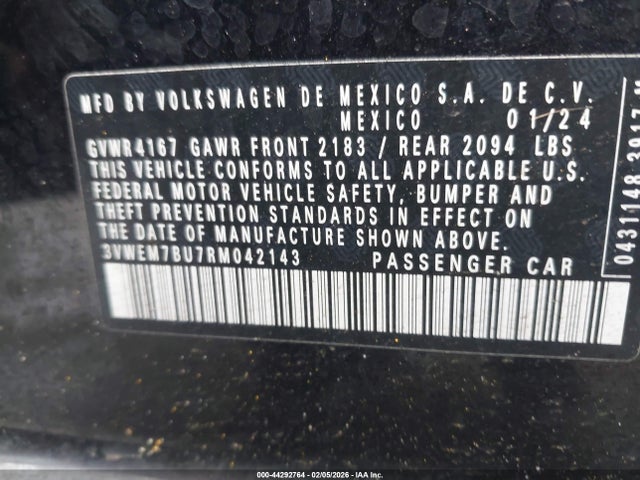 MFD BY VOLKSWAGEN DE MEXICO S.A. DE C.V.
MEXICO 01/24
GVWR4167 GAWR FRONT 2183 / REAR 2094 LBS
THIS VEHICLE CONFORMS TO ALL APPLICABLE U.S.
FEDERAL MOTOR VEHICLE SAFETY, BUMPER AND
THEFT PREVENTION STANDARDS IN EFFECT ON
THE DATE OF MANUFACTURE SHOWN ABOVE.
3VWEM7BU7RM042143 PASSENGER CAR
000-44292764 - 02/05/2026 - IAA Inc.